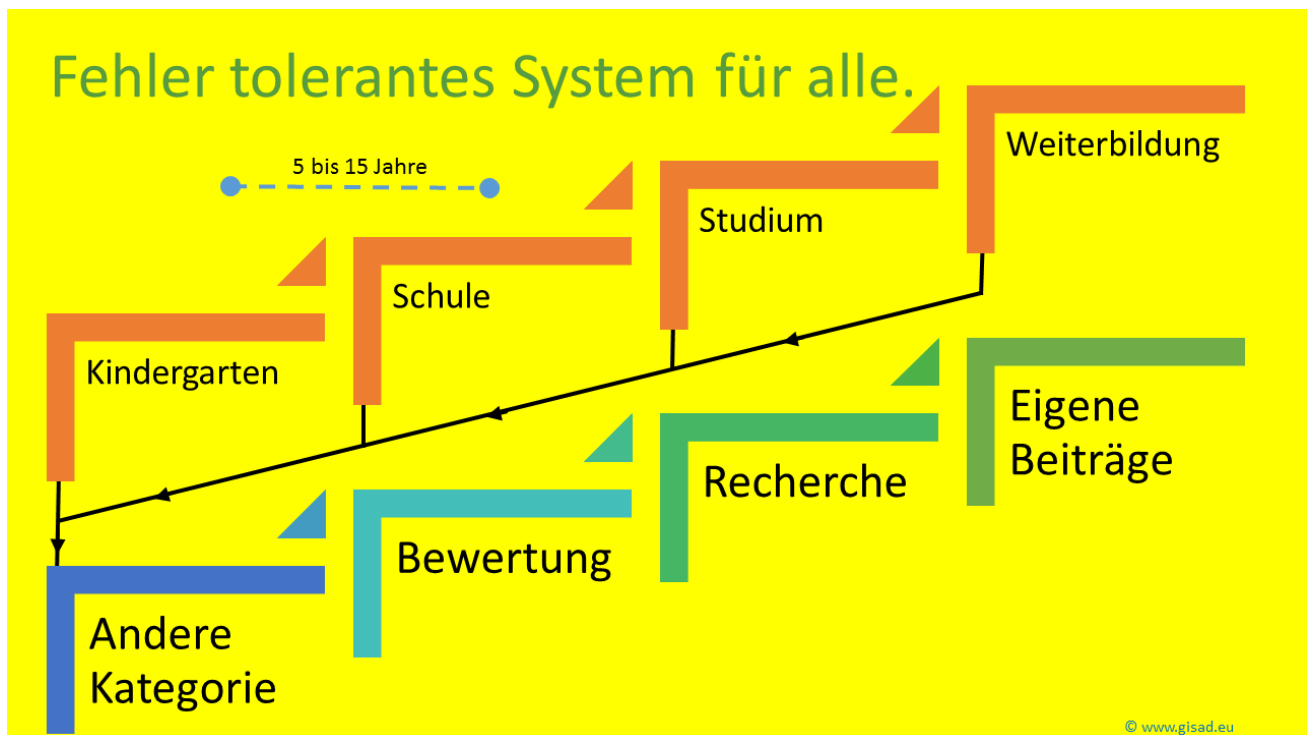 Fehler tolerantes System für alle.
5 bis 15 Jahre
Weiterbildung
Studium
Schule
Kindergarten
Eigene
Beiträge
Recherche
Bewertung
Andere
Kategorie
© www.gisad.eu